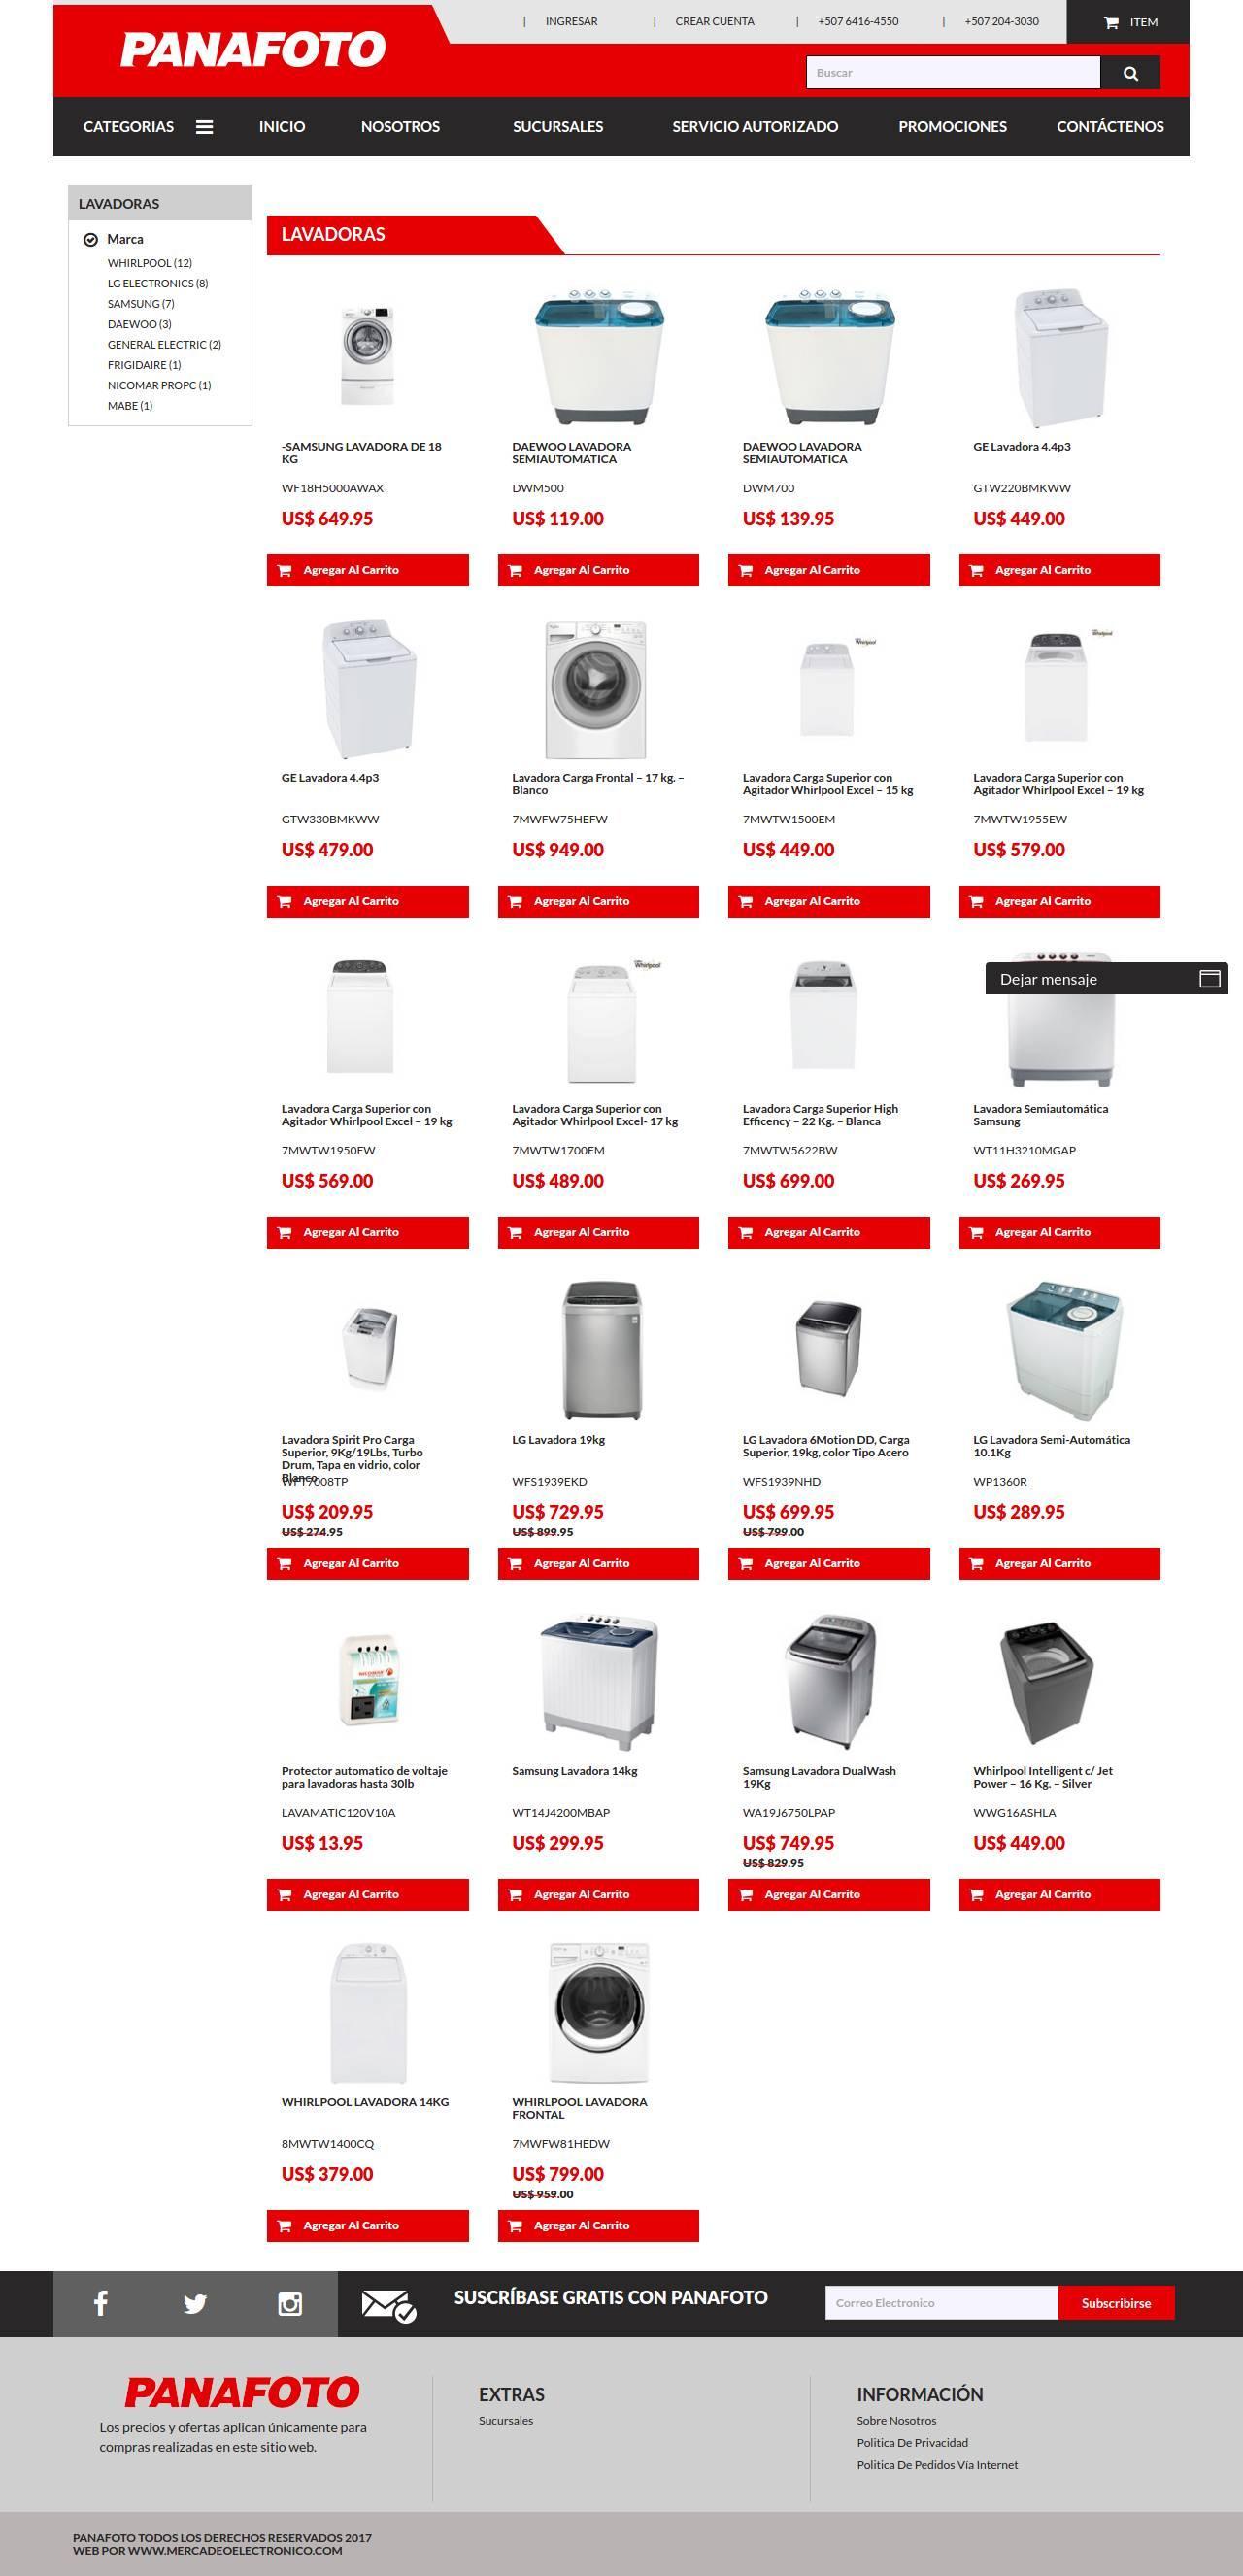 INGRESAR | CREAR CUENTA | +507 6416-4550 | +507 204-3030 ITEM
PANAFOTO
Buscar
CATEGORIAS INICIO NOSOTROS SUCURSALES SERVICIO AUTORIZADO PROMOCIONES CONTÁCTENOS
LAVADORAS
Marca
WHIRLPOOL (12)
LG ELECTRONICS (8)
SAMSUNG (7)
DAEWOO (3)
GENERAL ELECTRIC (2)
FRIGIDAIRE (1)
NICOMAR PROPC (1)
MABE (1)
LAVADORAS
-SAMSUNG LAVADORA DE 18
KG
WF18H5000AWAX
US$ 649.95
Agregar Al Carrito
DAEWOO LAVADORA
SEMIAUTOMATICA
DWM500
US$ 119.00
Agregar Al Carrito
DAEWOO LAVADORA
SEMIAUTOMATICA
DWM700
US$ 139.95
Agregar Al Carrito
GE Lavadora 4.4p3
GTW220BMKWW
US$ 449.00
Agregar Al Carrito
GE Lavadora 4.4p3
GTW330BMKWW
US$ 479.00
Agregar Al Carrito
Lavadora Carga Frontal – 17 kg. –
Blanco
7MWFW75HEFW
US$ 949.00
Agregar Al Carrito
Whirlpool
Lavadora Carga Superior con
Agitador Whirlpool Excel – 15 kg
7MWTW1500EM
US$ 449.00
Agregar Al Carrito
Whirlpool
Lavadora Carga Superior con
Agitador Whirlpool Excel – 19 kg
7MWTW1955EW
US$ 579.00
Agregar Al Carrito
Lavadora Carga Superior con
Agitador Whirlpool Excel – 19 kg
7MWTW1950EW
US$ 569.00
Agregar Al Carrito
Whirlpool
Lavadora Carga Superior con
Agitador Whirlpool Excel- 17 kg
7MWTW1700EM
US$ 489.00
Agregar Al Carrito
Lavadora Carga Superior High
Efficency – 22 Kg. – Blanca
7MWTW5622BW
US$ 699.00
Agregar Al Carrito
Dejar mensaje
Lavadora Semiautomática
Samsung
WT11H3210MGAP
US$ 269.95
Agregar Al Carrito
Lavadora Spirit Pro Carga
Superior, 9Kg/19Lbs, Turbo
Drum, Tapa en vidrio, color
Blanco
WFT7008TP
US$ 209.95
US$ 274.95
Agregar Al Carrito
LG Lavadora 19kg
WFS1939EKD
US$ 729.95
US$ 899.95
Agregar Al Carrito
LG Lavadora 6Motion DD, Carga
Superior, 19kg, color Tipo Acero
WFS1939NHD
US$ 699.95
US$ 799.00
Agregar Al Carrito
LG Lavadora Semi-Automática
10.1Kg
WP1360R
US$ 289.95
Agregar Al Carrito
Protector automatico de voltaje
para lavadoras hasta 30lb
LAVAMATIC120V10A
US$ 13.95
Agregar Al Carrito
Samsung Lavadora 14kg
WT14J4200MBAP
US$ 299.95
Agregar Al Carrito
Samsung Lavadora DualWash
19Kg
WA19J6750LPAP
US$ 749.95
US$ 829.95
Agregar Al Carrito
Whirlpool Intelligent c/ Jet
Power – 16 Kg. – Silver
WWG16ASHLA
US$ 449.00
Agregar Al Carrito
WHIRLPOOL LAVADORA 14KG
8MWTW1400CQ
US$ 379.00
Agregar Al Carrito
WHIRLPOOL LAVADORA
FRONTAL
7MWFW81HEDW
US$ 799.00
US$ 959.00
Agregar Al Carrito
SUSCRÍBASE GRATIS CON PANAFOTO
Correo Electronico
Subscribirse
PANAFOTO
Los precios y ofertas aplican únicamente para
compras realizadas en este sitio web.
EXTRAS
Sucursales
INFORMACIÓN
Sobre Nosotros
Politica De Privacidad
Politica De Pedidos Vía Internet
PANAFOTO TODOS LOS DERECHOS RESERVADOS 2017
WEB POR WWW.MERCADEOELECTRONICO.COM